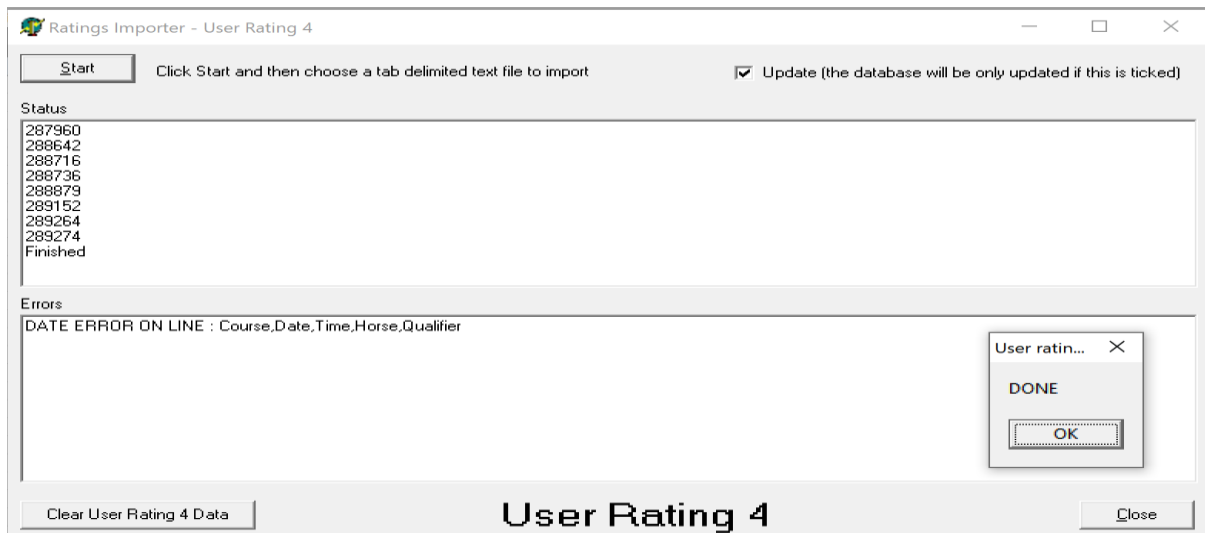 Ratings Importer - User Rating 4
Start
Click Start and then choose a tab delimited text file to import
Update (the database will be only updated if this is ticked)
Status
287960
288642
288716
288736
288879
289152
289264
289274
Finished
Errors
DATE ERROR ON LINE : Course,Date,Time,Horse,Qualifier
User ratin...
DONE
OK
Clear User Rating 4 Data
User Rating 4
Close